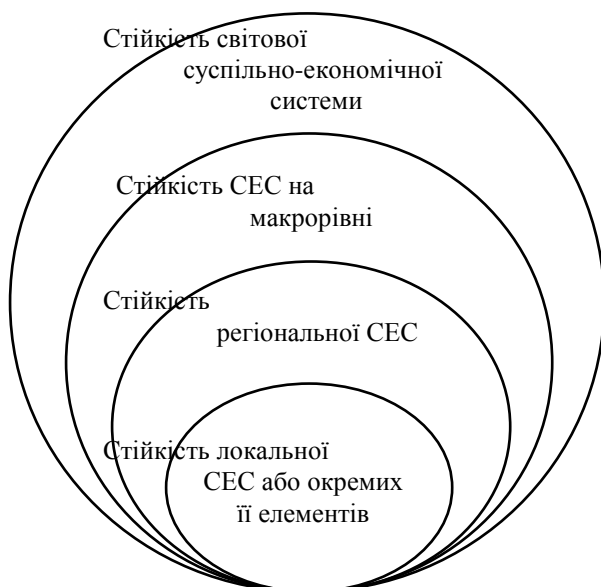 Стійкість світової
суспільно-економічної
системи
Стійкість СЕС на
макрорівні
Стійкість
регіональної СЕС
Стійкість локальної
СЕС або окремих
її елементів